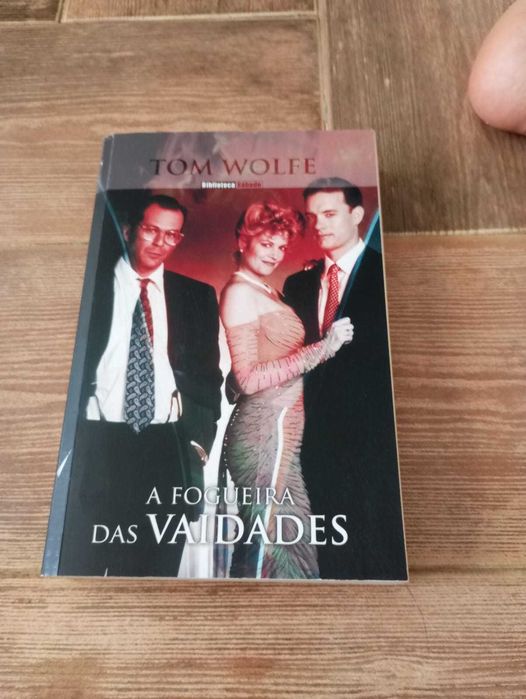 TOM WOLFE
Biblioteca Sábado
A FOGUEIRA
DAS VAIDADES